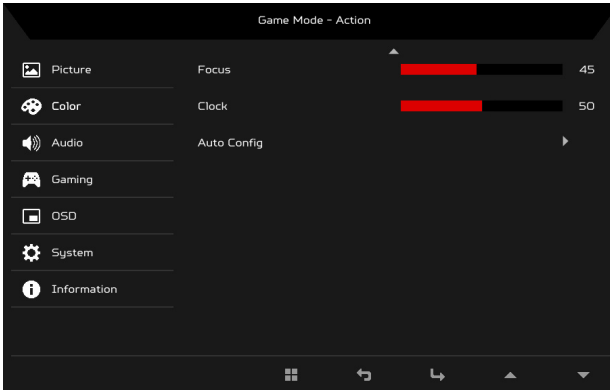 Game Mode - Action
Picture
Focus 45
Color
Clock 50
Audio
Auto Config
Gaming
OSD
System
Information